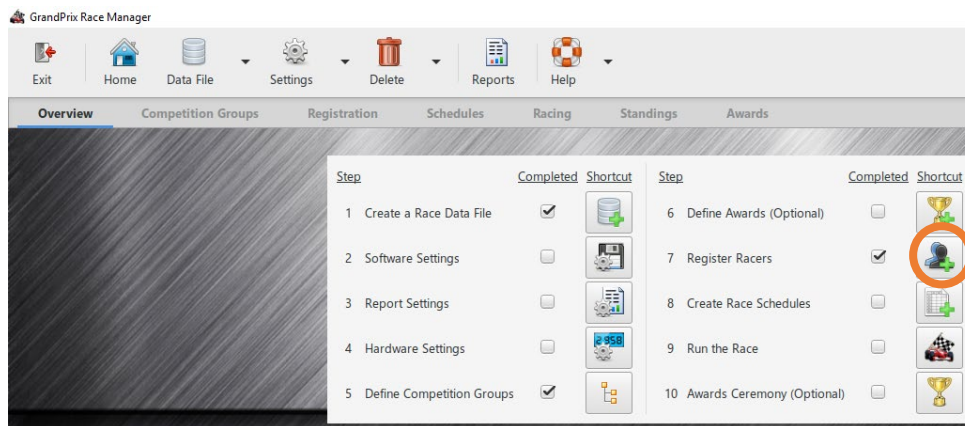 GrandPrix Race Manager
Exit Home Data File Settings Delete Reports Help
Overview Competition Groups Registration Schedules Racing Standings Awards
Step Completed Shortcut Step Completed Shortcut
1 Create a Race Data File 6 Define Awards (Optional)
2 Software Settings 7 Register Racers
3 Report Settings 8 Create Race Schedules
4 Hardware Settings 9 Run the Race
5 Define Competition Groups 10 Awards Ceremony (Optional)